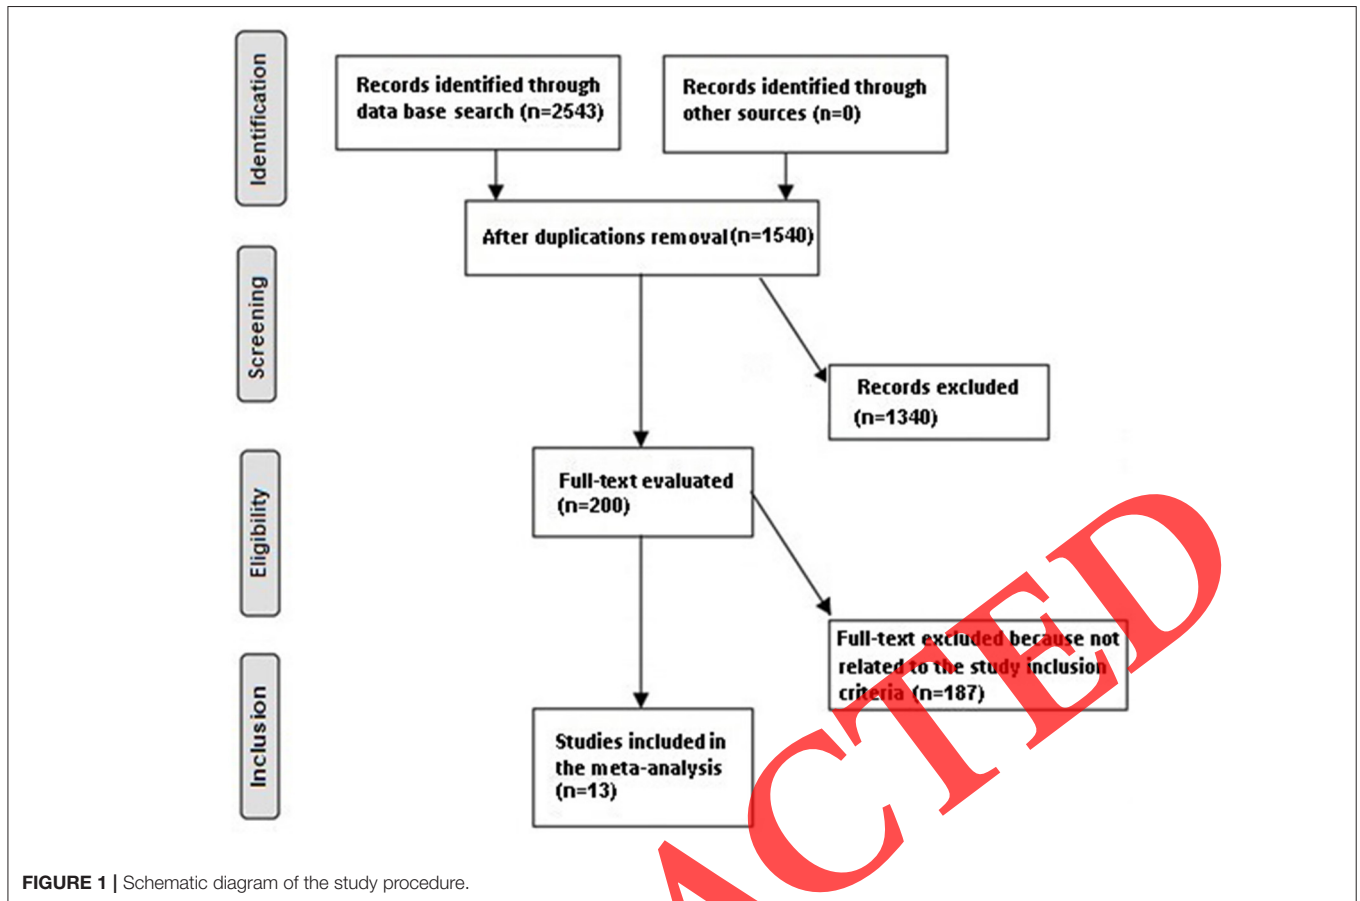 Identification
Records identified through
data base search (n=2543)
Records identified through
other sources (n=0)
After duplications removal(n=1540)
Screening
Records excluded
(n=1340)
Eligibility
Full-text evaluated
(n=200)
Full-text excluded because not
related to the study inclusion
criteria (n=187)
Inclusion
Studies included in
the meta-analysis
(n=13)
ACTED
FIGURE 1 | Schematic diagram of the study procedure.